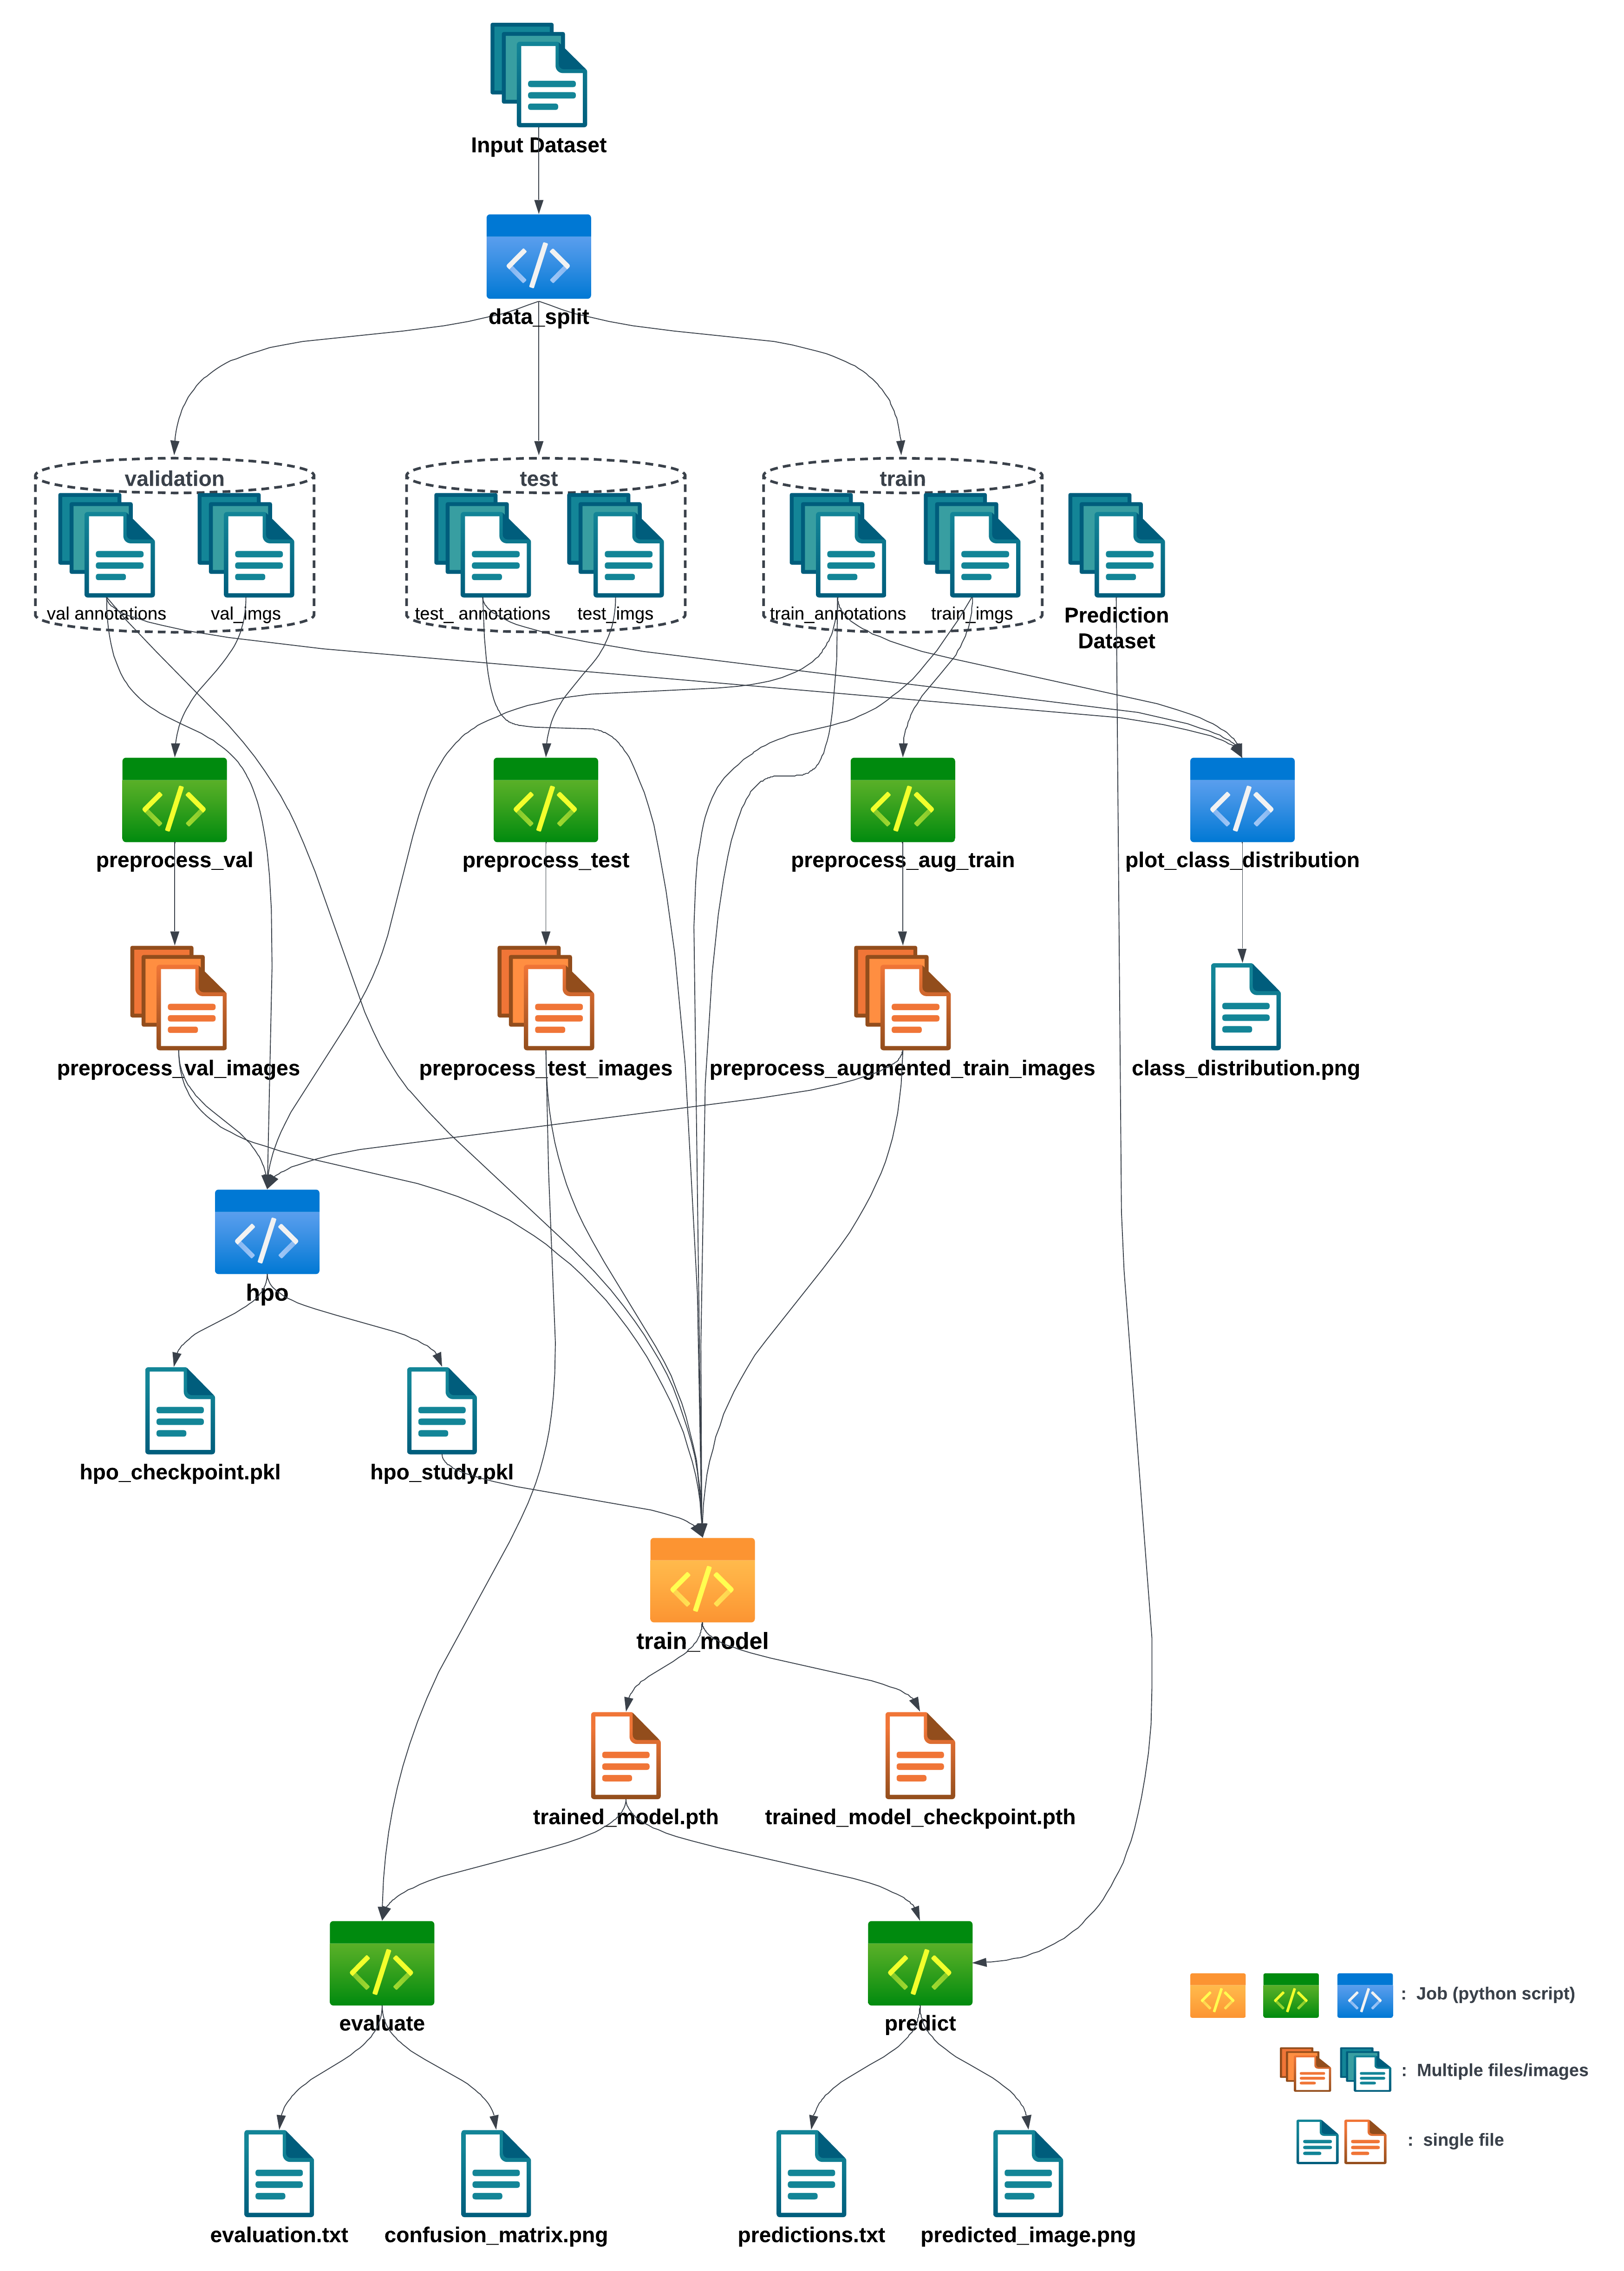 Input Dataset
data_split
validation
test
train
val annotations
val_imgs
test_ annotations
test_imgs
train_annotations
train_imgs
Prediction
Dataset
preprocess_val
preprocess_test
preprocess_aug_train
plot_class_distribution
preprocess_val_images
preprocess_test_images
preprocess_augmented_train_images
class_distribution.png
hpo
hpo_checkpoint.pkl
hpo_study.pkl
train_model
trained_model.pth
trained_model_checkpoint.pth
evaluate
predict
: Job (python script)
: Multiple files/images
: single file
evaluation.txt
confusion_matrix.png
predictions.txt
predicted_image.png